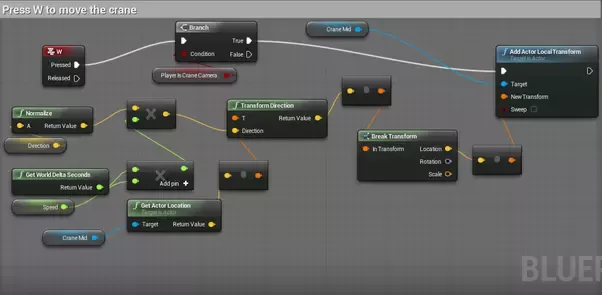 Press W to move the crane
W
Pressed
Released
Branch
True
Condition
False
Player Is Crane Camera
Crane Mid
Add Actor Local Transform
Target is Actor
Target
New Transform
Sweep
Normalize
A
Return Value
Direction
Transform Direction
T
Return Value
Direction
Get World Delta Seconds
Return Value
Add pin +
Speed
Get Actor Location
Target is Actor
Target
Return Value
Crane Mid
Break Transform
In Transform
Location
Rotation
Scale
BLUEP